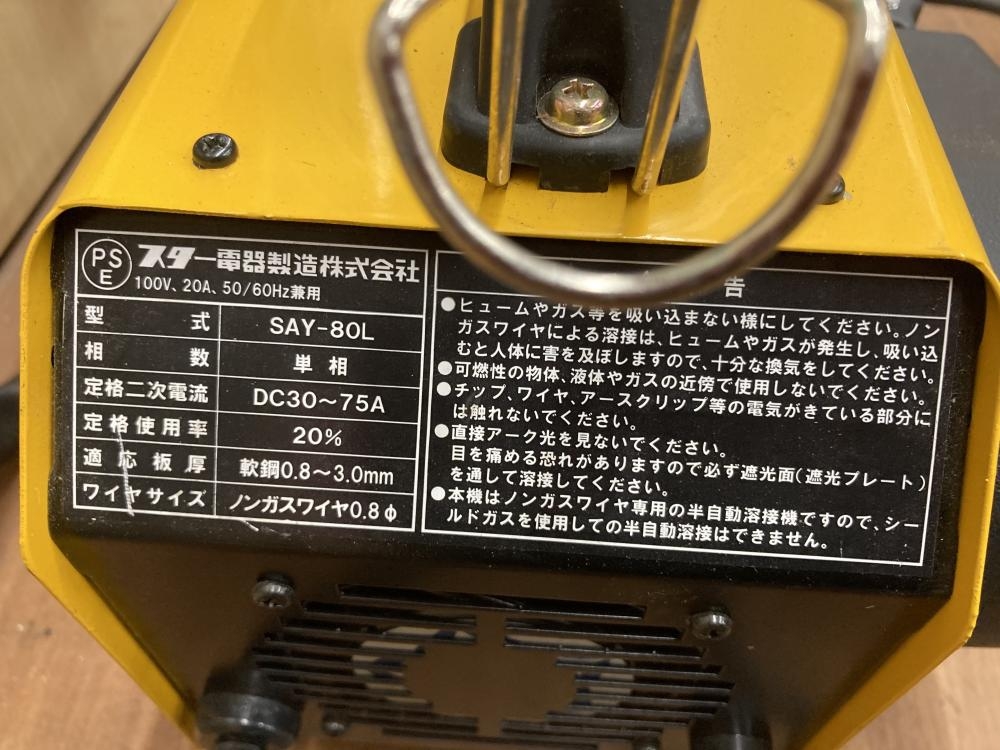 PS E スター電器製造株式会社
100V、20A、50/60Hz兼用
型式 SAY-80L
相数 単相
定格二次電流 DC30～75A
定格使用率 20%
適応板厚 軟鋼0.8～3.0mm
ワイヤサイズ ノンガスワイヤ0.8φ
告
●ヒュームやガス等を吸い込まない様にしてください。ノン
ガスワイヤによる溶接は、ヒュームやガスが発生し、吸い込
むと人体に害を及ぼしますので、十分な換気をしてください。
●可燃性の物体、液体やガスの近傍で使用しないでください。
●チップ、ワイヤ、アースクリップ等の電気がきている部分に
は触れないでください。
●直接アーク光を見ないでください。
目を痛める恐れがありますので必ず遮光面(遮光プレート)
を通して溶接してください。
●本機はノンガスワイヤ専用の半自動溶接機ですので、シー
ルドガスを使用しての半自動溶接はできません。